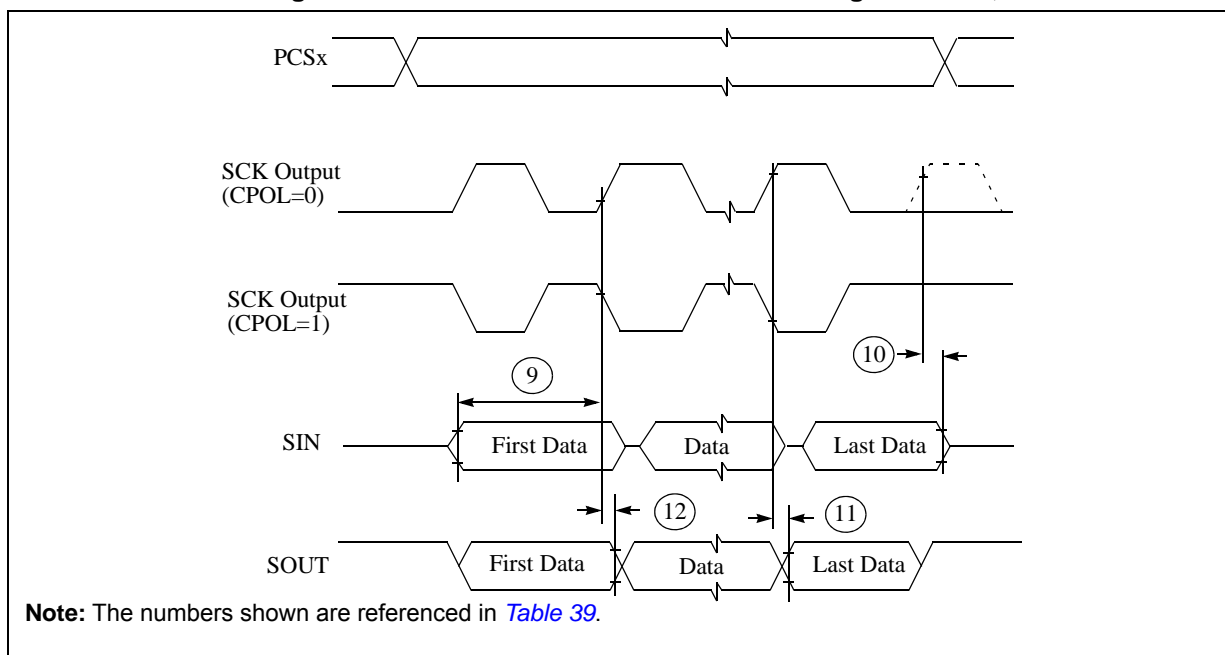 PCSx
SCK Output
(CPOL=0)
SCK Output
(CPOL=1)
10
9
SIN
First Data
Data
Last Data
12
11
SOUT
First Data
Data
Last Data
Note: The numbers shown are referenced in Table 39.